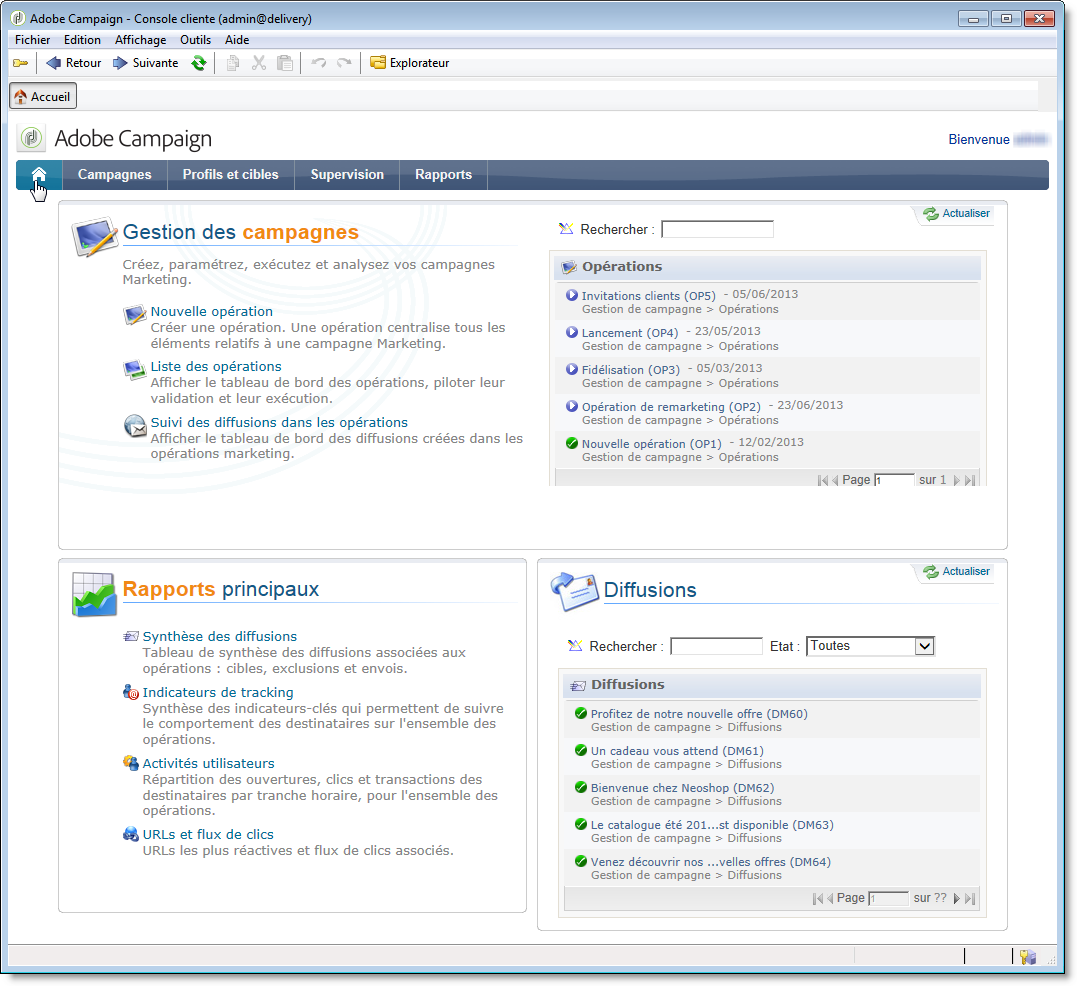 Adobe Campaign - Console cliente (admin@delivery)
Fichier Edition Affichage Outils Aide
Retour Suivante Explorateur
Accueil
Adobe Campaign
Bienvenue
Campagnes Profils et cibles Supervision Rapports
Actualiser
Gestion des campagnes
Créez, paramétrez, exécutez et analysez vos campagnes
Marketing.
Nouvelle opération
Créer une opération. Une opération centralise tous les
éléments relatifs à une campagne Marketing.
Liste des opérations
Afficher le tableau de bord des opérations, piloter leur
validation et leur exécution.
Suivi des diffusions dans les opérations
Afficher le tableau de bord des diffusions créées dans les
opérations marketing.
Rechercher :
Opérations
Invitations clients (OP5) - 05/06/2013
Gestion de campagne > Opérations
Lancement (OP4) - 23/05/2013
Gestion de campagne > Opérations
Fidélisation (OP3) - 05/03/2013
Gestion de campagne > Opérations
Opération de remarketing (OP2) - 23/06/2013
Gestion de campagne > Opérations
Nouvelle opération (OP1) - 12/02/2013
Gestion de campagne > Opérations
Page 1 sur 1
Rapports principaux
Synthèse des diffusions
Tableau de synthèse des diffusions associées aux
opérations : cibles, exclusions et envois.
Indicateurs de tracking
Synthèse des indicateurs-clés qui permettent de suivre
le comportement des destinataires sur l'ensemble des
opérations.
Activités utilisateurs
Répartition des ouvertures, clics et transactions des
destinataires par tranche horaire, pour l'ensemble des
opérations.
URLs et flux de clics
URLs les plus réactives et flux de clics associés.
Actualiser
Diffusions
Rechercher : Etat : Toutes
Diffusions
Profitez de notre nouvelle offre (DM60)
Gestion de campagne > Diffusions
Un cadeau vous attend (DM61)
Gestion de campagne > Diffusions
Bienvenue chez Neoshop (DM62)
Gestion de campagne > Diffusions
Le catalogue été 201...st disponible (DM63)
Gestion de campagne > Diffusions
Venez découvrir nos ...velles offres (DM64)
Gestion de campagne > Diffusions
Page 1 sur ??